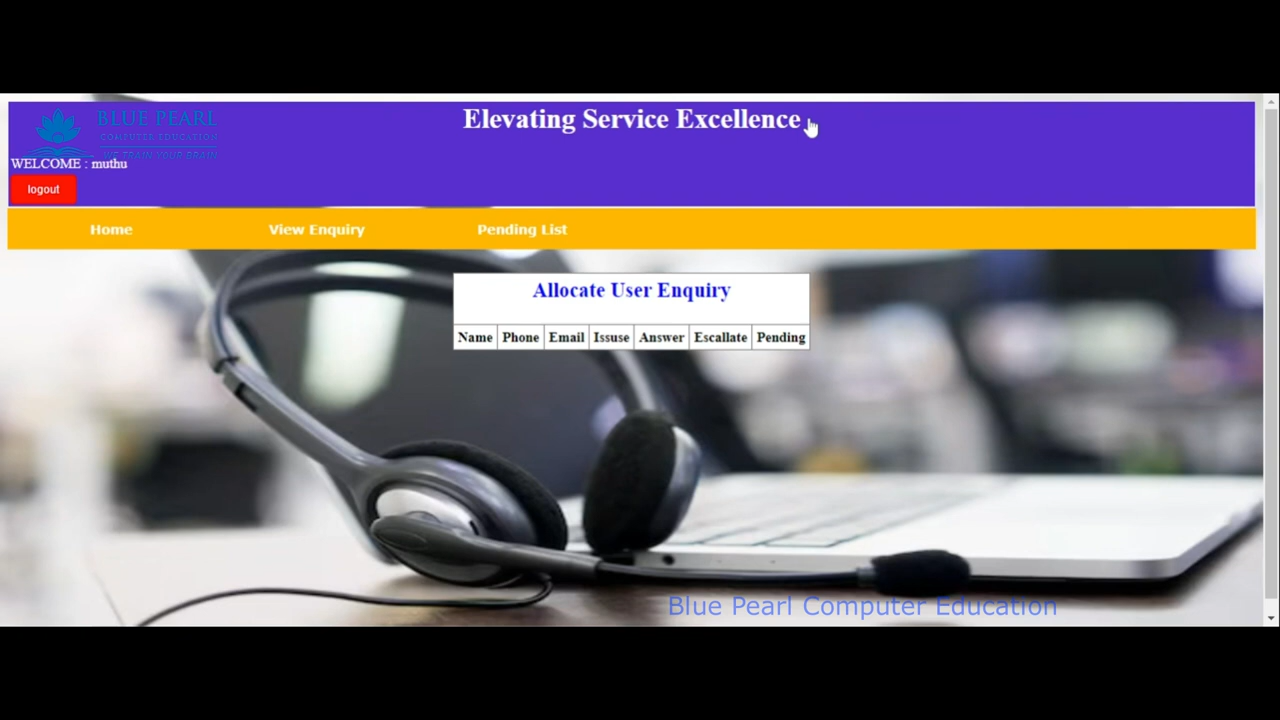 BLUE PEARL
COMPUTER EDUCATION
WE TRAIN YOUR BRAIN
Elevating Service Excellence
WELCOME : muthu
logout
Home View Enquiry Pending List
Allocate User Enquiry
Name Phone Email Issuse Answer Escallate Pending
Blue Pearl Computer Education